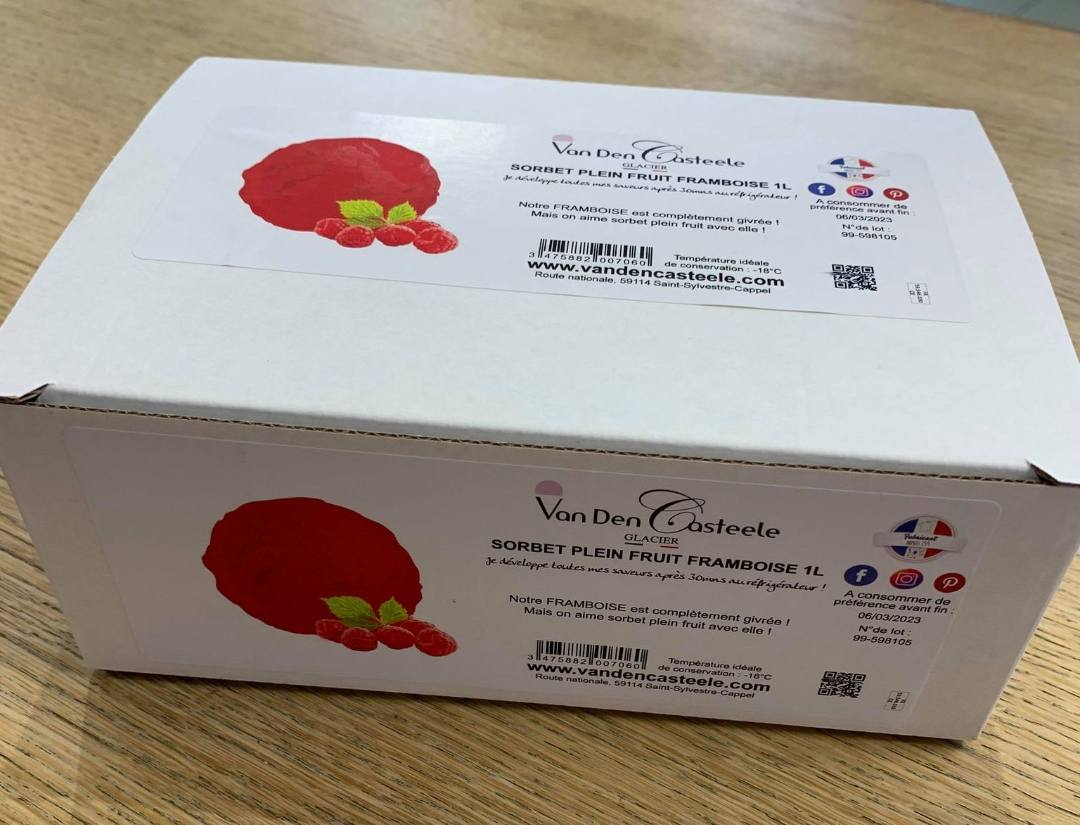 Van Den Casteele
GLACIER
SORBET PLEIN FRUIT FRAMBOISE 1L
Je développe toutes mes saveurs après 30mns au réfrigérateur !
Notre FRAMBOISE est complètement givrée !
Mais on aime sorbet plein fruit avec elle !
3 475882 007060
Température idéale
de conservation : -18°C
www.vandencasteele.com
Route nationale, 59114 Saint-Sylvestre-Cappel
A consommer de
préférence avant fin :
06/03/2023
N°de lot :
99-598105
Van Den Casteele
GLACIER
SORBET PLEIN FRUIT FRAMBOISE 1L
Je développe toutes mes saveurs après 30mns au réfrigérateur !
Notre FRAMBOISE est complètement givrée !
Mais on aime sorbet plein fruit avec elle !
3 475882 007060
Température idéale
de conservation : -18°C
www.vandencasteele.com
Route nationale, 59114 Saint-Sylvestre-Cappel
Fabricant
A consommer de
préférence avant fin :
06/03/2023
N°de lot :
99-598105